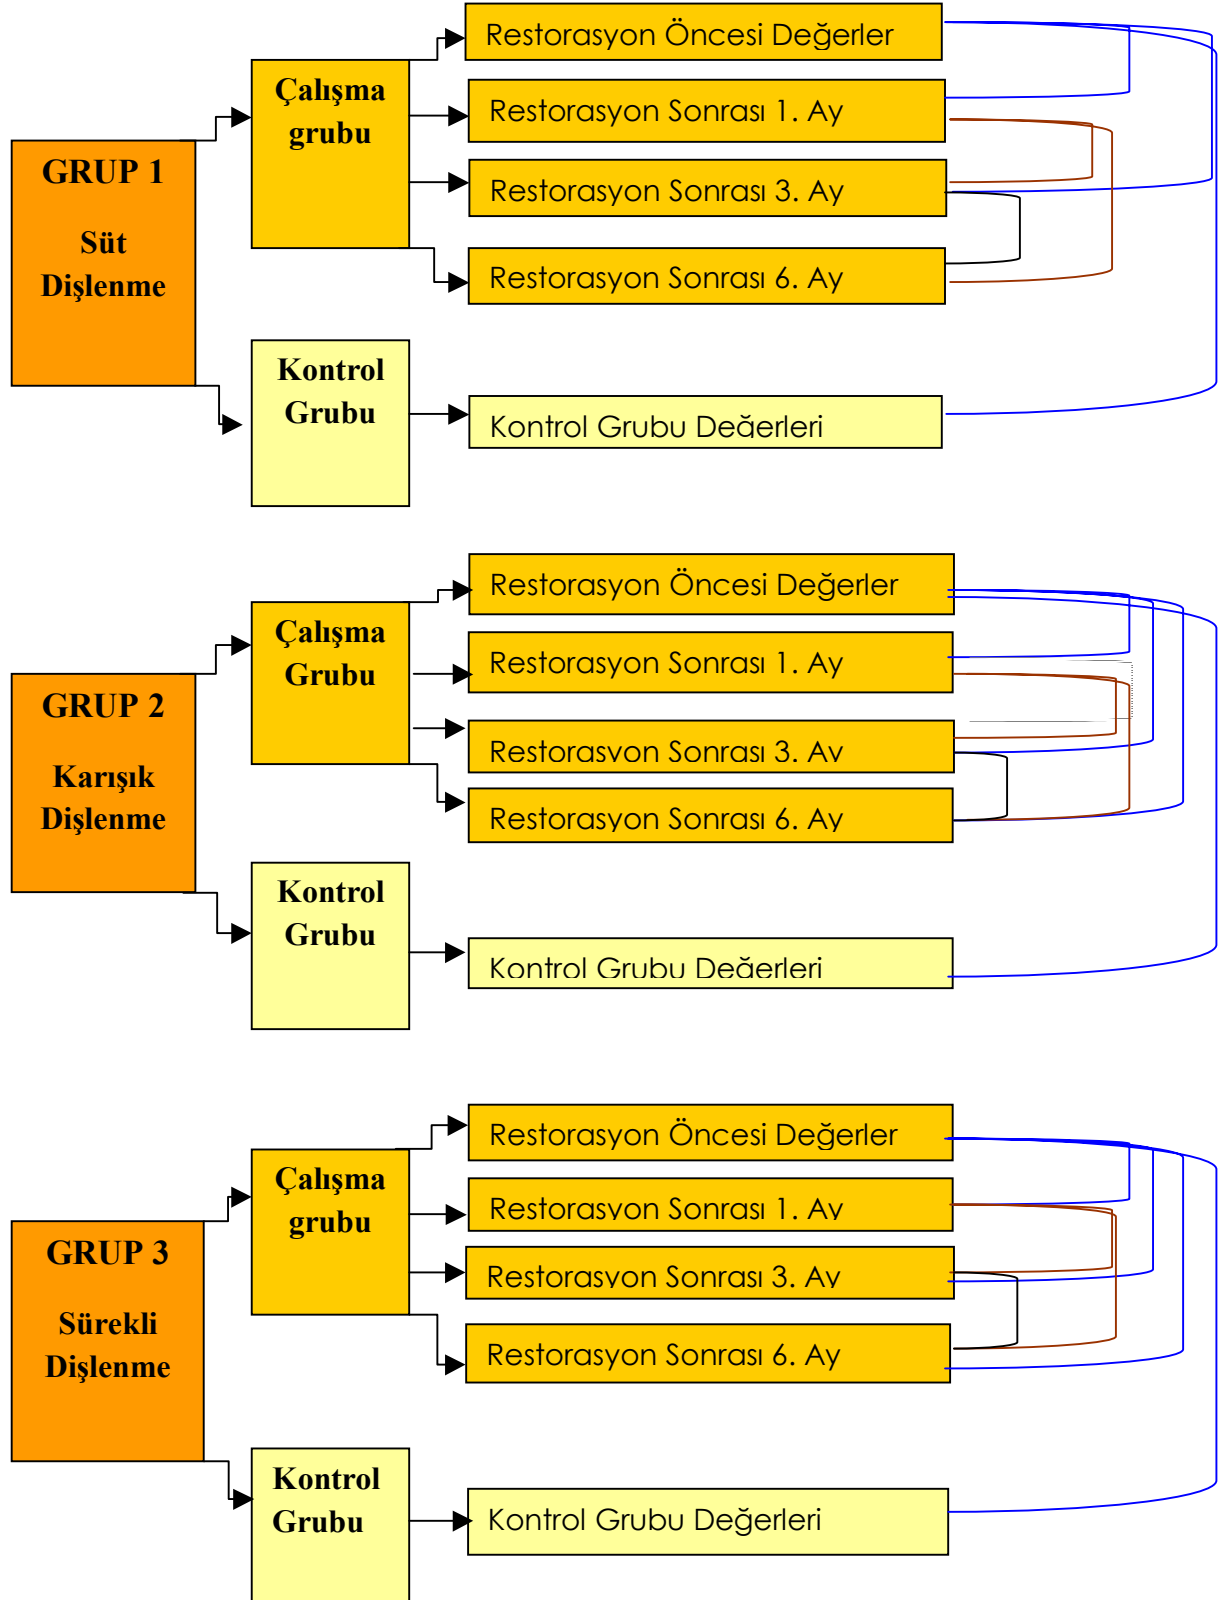 GRUP 1
Süt
Dişlenme
Çalışma
grubu
Restorasyon Öncesi Değerler
Restorasyon Sonrası 1. Ay
Restorasyon Sonrası 3. Ay
Restorasyon Sonrası 6. Ay
Kontrol
Grubu
Kontrol Grubu Değerleri
GRUP 2
Karışık
Dişlenme
Çalışma
Grubu
Restorasyon Öncesi Değerler
Restorasyon Sonrası 1. Ay
Restorasyon Sonrası 3. Ay
Restorasyon Sonrası 6. Ay
Kontrol
Grubu
Kontrol Grubu Değerleri
GRUP 3
Sürekli
Dişlenme
Çalışma
grubu
Restorasyon Öncesi Değerler
Restorasyon Sonrası 1. Ay
Restorasyon Sonrası 3. Ay
Restorasyon Sonrası 6. Ay
Kontrol
Grubu
Kontrol Grubu Değerleri